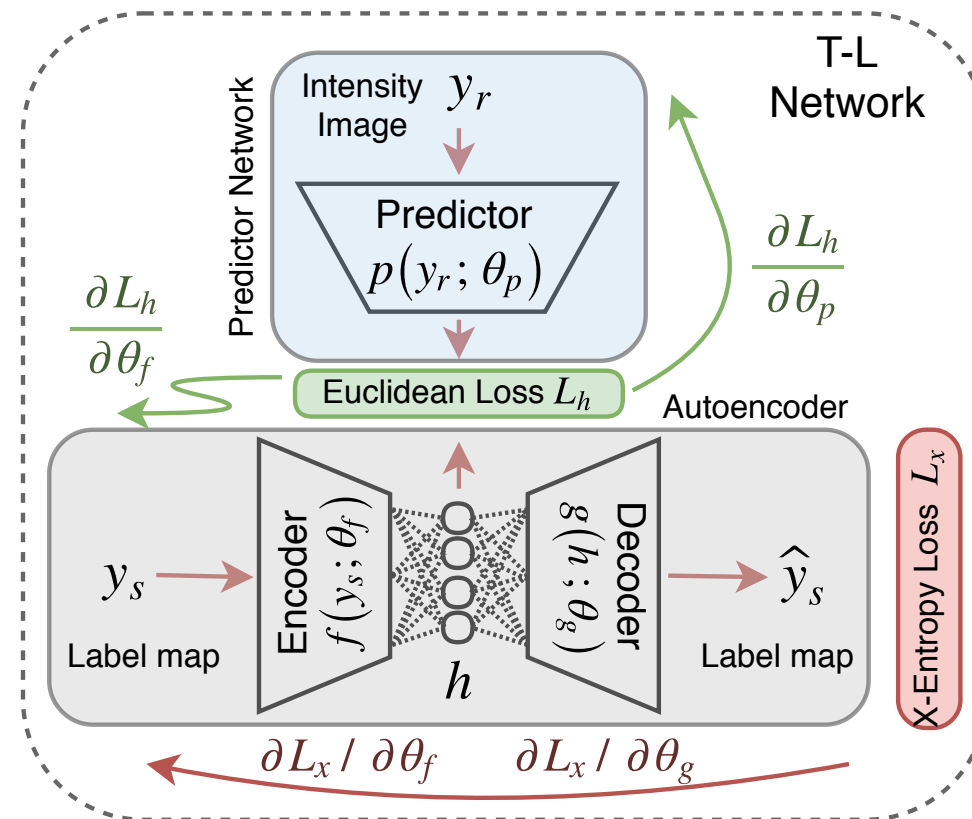 T-L
Network
Predictor Network
Intensity
Image
y_r
Predictor
p(y_r ; θ_p)
∂L_h
∂θ_p
∂L_h
∂θ_f
Euclidean Loss L_h
Autoencoder
y_s
Label map
Encoder
f(y_s ; θ_f)
h
Decoder
g(h ; θ_g)
ŷ_s
Label map
X-Entropy Loss L_x
∂L_x / ∂θ_f
∂L_x / ∂θ_g